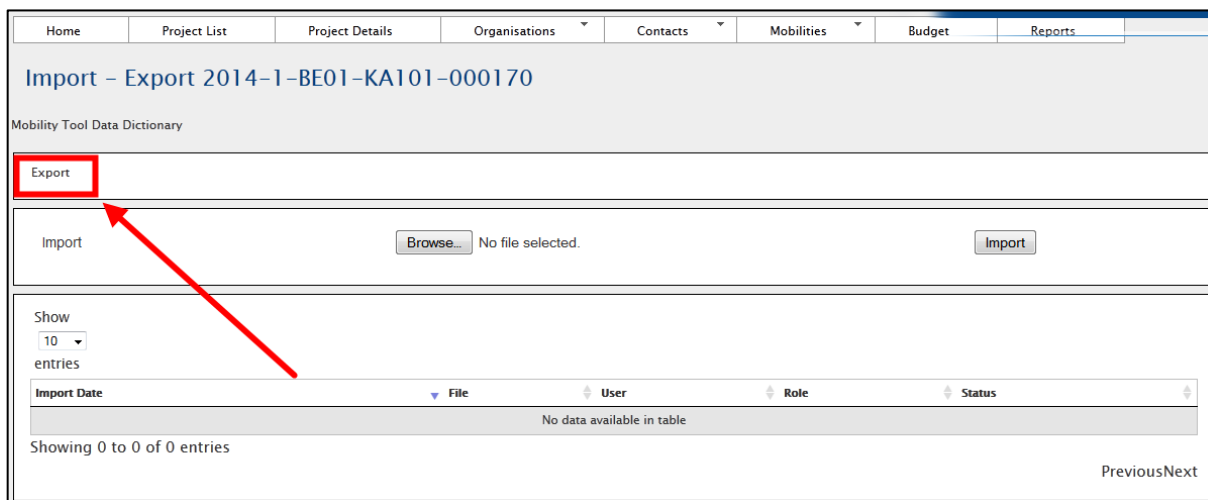 Home Project List Project Details Organisations Contacts Mobilities Budget Reports
Import - Export 2014-1-BE01-KA101-000170
Mobility Tool Data Dictionary
Export
Import Browse... No file selected. Import
Show
10
entries
Import Date File User Role Status
No data available in table
Showing 0 to 0 of 0 entries
PreviousNext